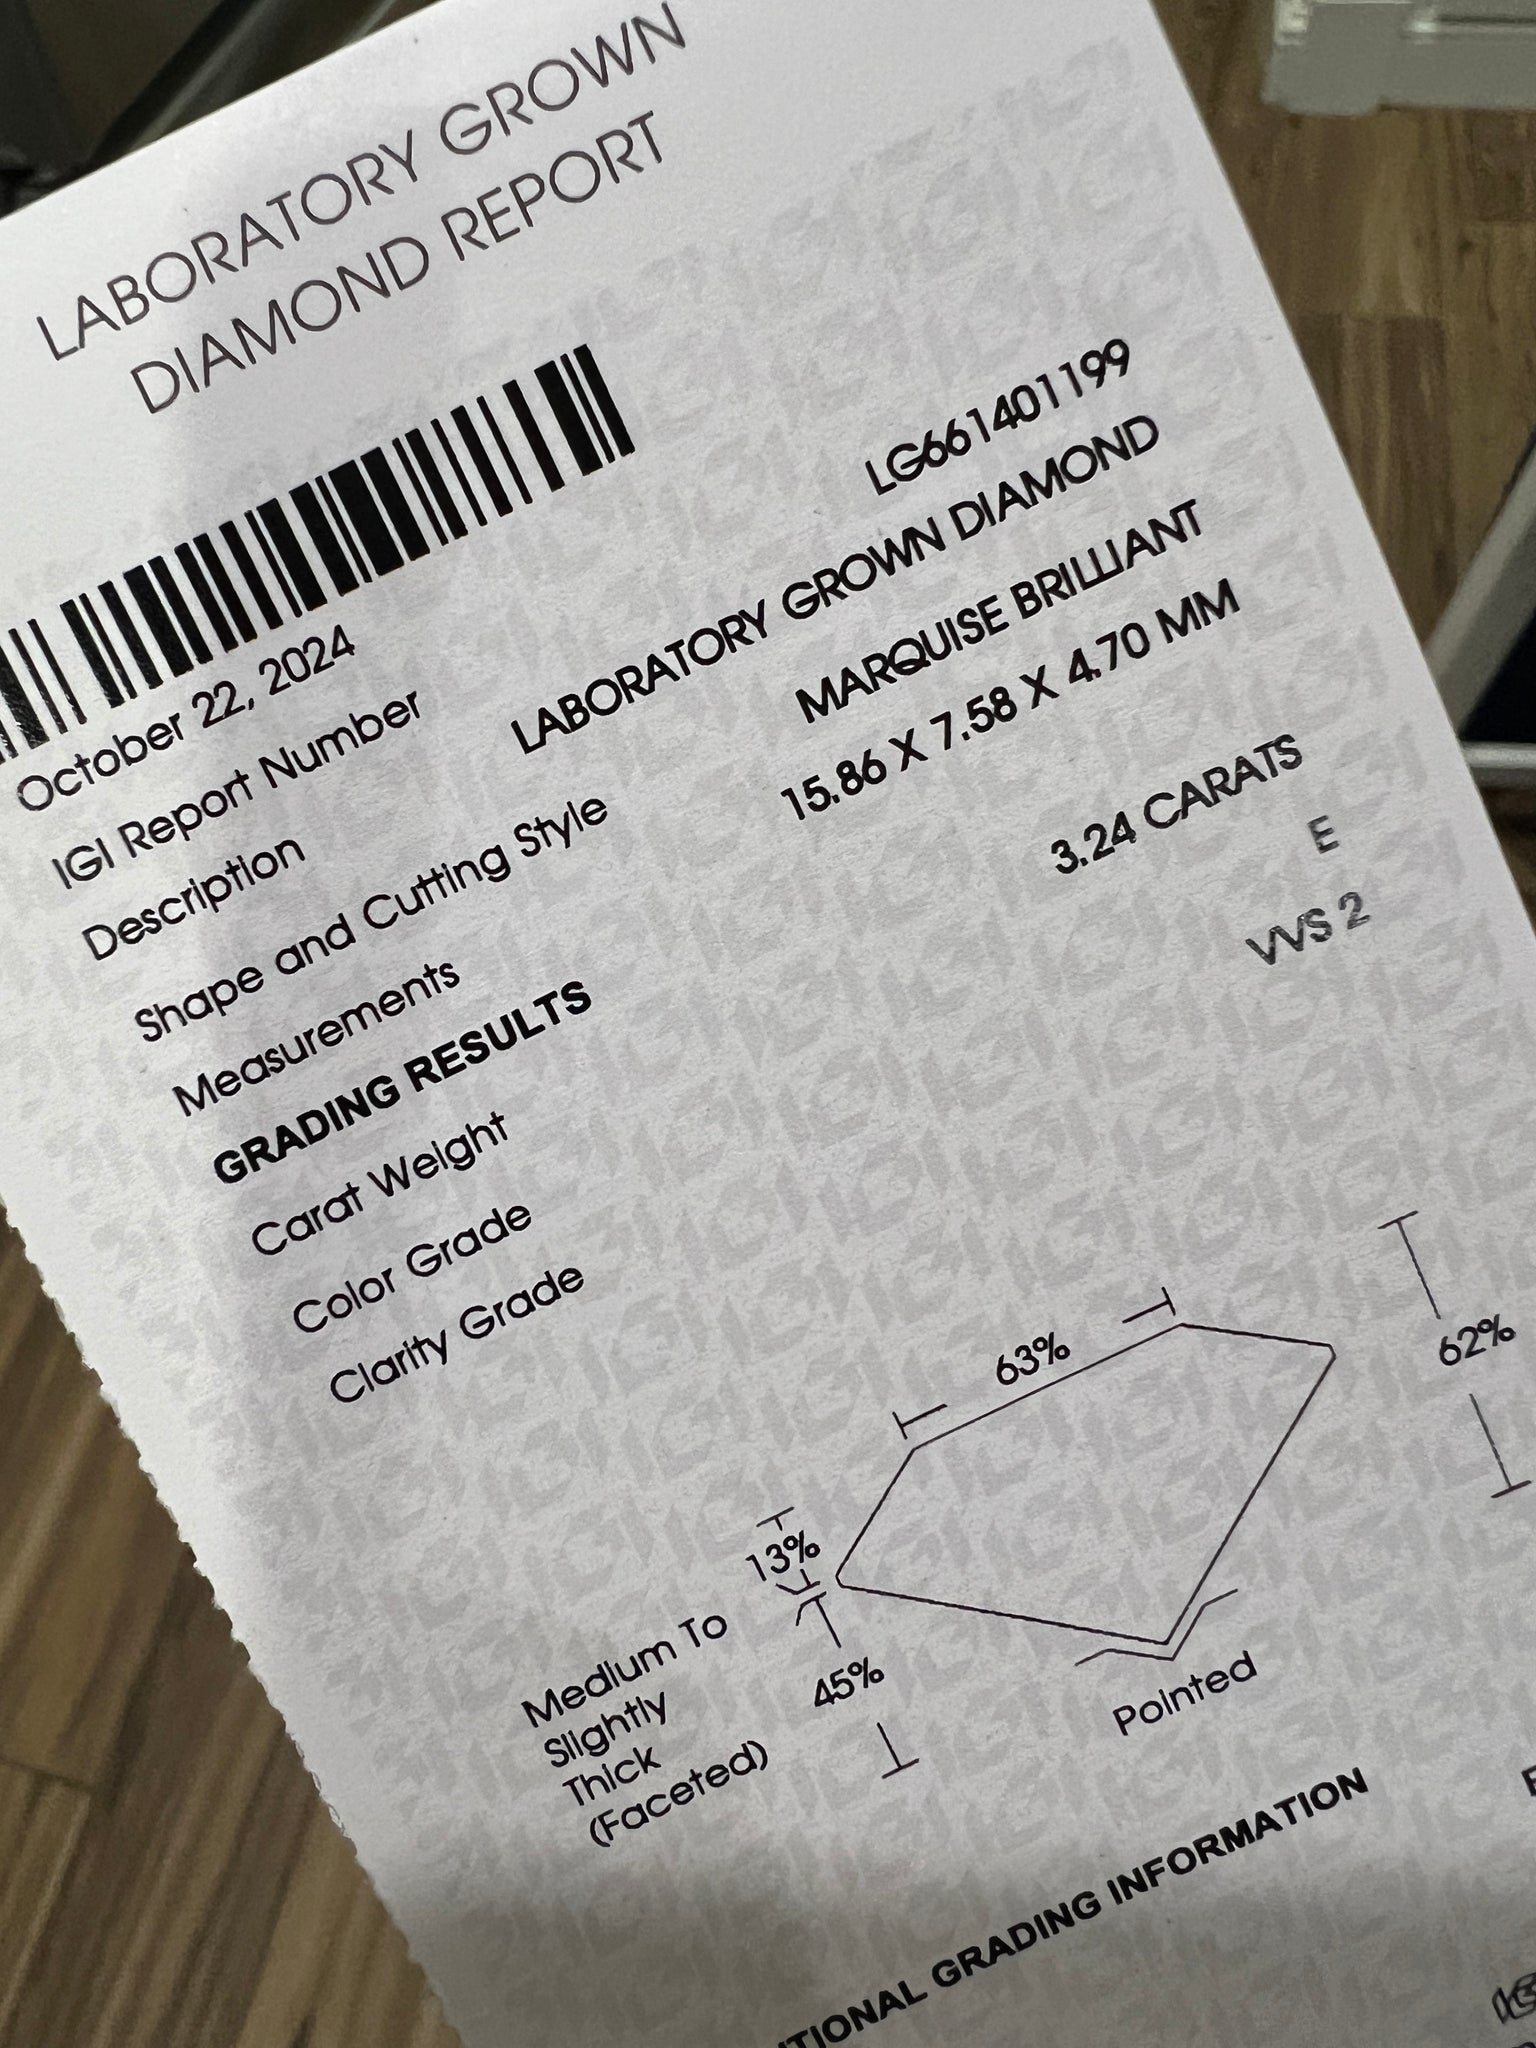 LABORATORY GROWN
DIAMOND REPORT
October 22, 2024
IGI Report Number LG661401199
Description LABORATORY GROWN DIAMOND
Shape and Cutting Style MARQUISE BRILLIANT
Measurements 15.86 X 7.58 X 4.70 MM
GRADING RESULTS
Carat Weight 3.24 CARATS
Color Grade E
Clarity Grade VVS 2
63%
62%
13%
Medium To
Slightly
Thick
(Faceted)
45%
Pointed
GRADING INFORMATION